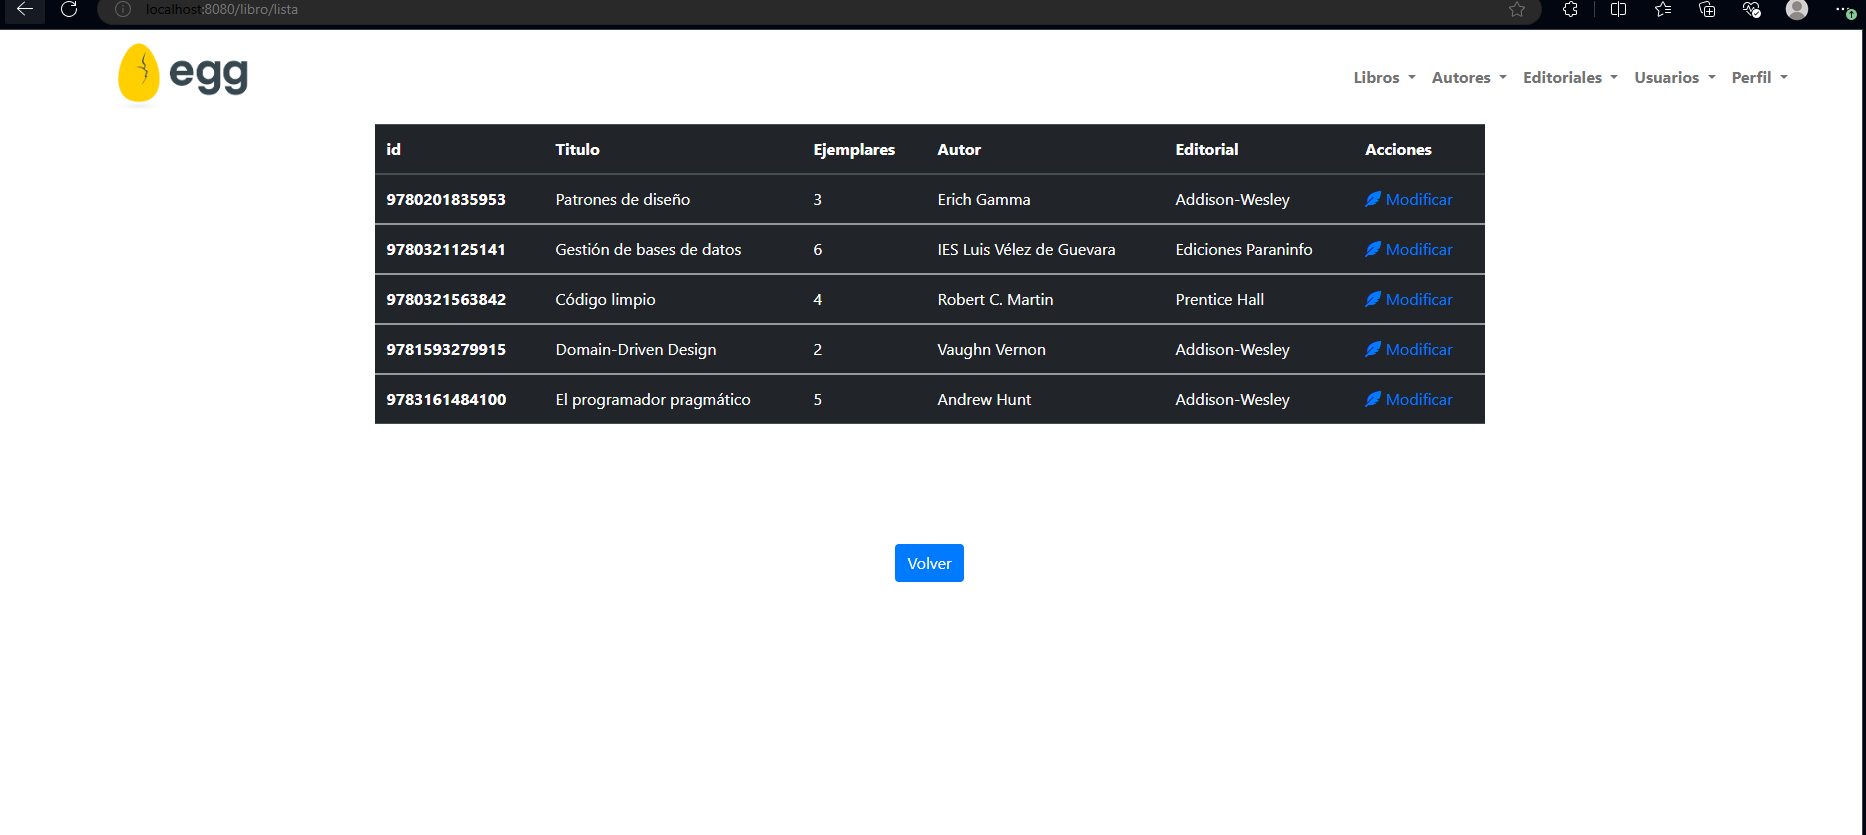 localhost:8080/libro/lista
egg
Libros Autores Editoriales Usuarios Perfil
id Titulo Ejemplares Autor Editorial Acciones
9780201835953 Patrones de diseño 3 Erich Gamma Addison-Wesley Modificar
9780321125141 Gestión de bases de datos 6 IES Luis Vélez de Guevara Ediciones Paraninfo Modificar
9780321563842 Código limpio 4 Robert C. Martin Prentice Hall Modificar
9781593279915 Domain-Driven Design 2 Vaughn Vernon Addison-Wesley Modificar
9783161484100 El programador pragmático 5 Andrew Hunt Addison-Wesley Modificar
Volver